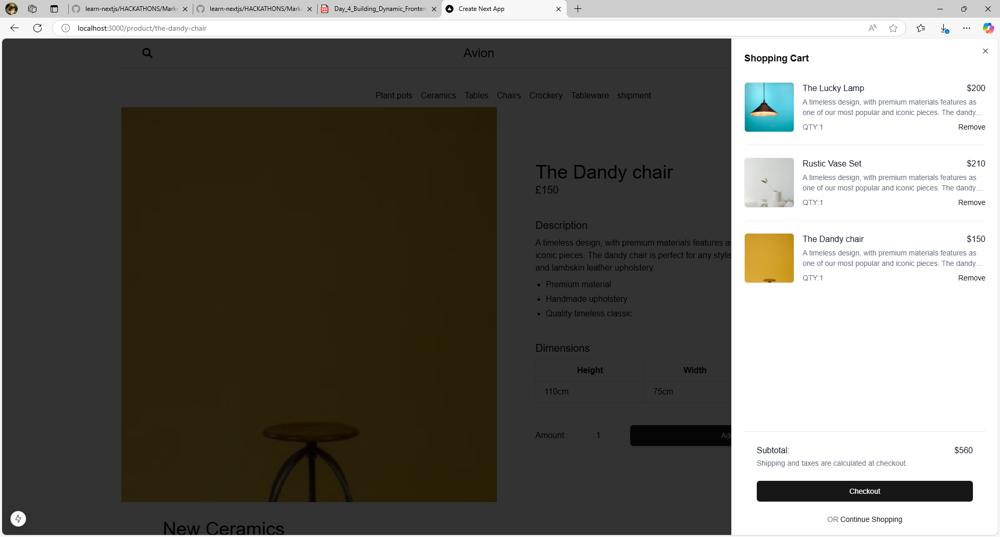 learn-nextjs/HACKATHONS/Mark
learn-nextjs/HACKATHONS/Mark
PDF
Day_4_Building_Dynamic_Fronten
Create Next App
localhost:3000/product/the-dandy-chair
Avion
Plant pots Ceramics Tables Chairs Crockery Tableware shipment
The Dandy chair
£150
Description
A timeless design, with premium materials features as
iconic pieces. The dandy chair is perfect for any stylis
and lambskin leather upholstery.
Premium material
Handmade upholstery
Quality timeless classic
Dimensions
Height Width
110cm 75cm
Amount: 1
Add
New Ceramics
Shopping Cart
The Lucky Lamp $200
A timeless design, with premium materials features as
one of our most popular and iconic pieces. The dandy...
QTY:1 Remove
Rustic Vase Set $210
A timeless design, with premium materials features as
one of our most popular and iconic pieces. The dandy...
QTY:1 Remove
The Dandy chair $150
A timeless design, with premium materials features as
one of our most popular and iconic pieces. The dandy...
QTY:1 Remove
Subtotal: $560
Shipping and taxes are calculated at checkout.
Checkout
OR Continue Shopping